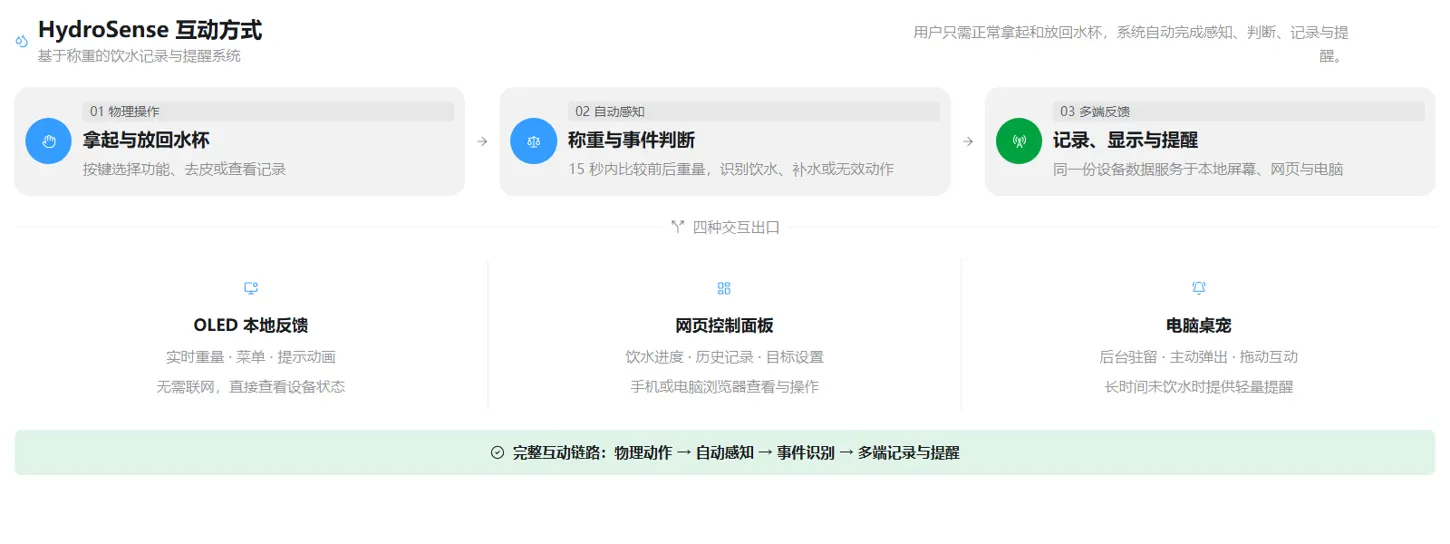 HydroSense 互动方式
基于称重的饮水记录与提醒系统
用户只需正常拿起和放回水杯，系统自动完成感知、判断、记录与提
醒。
01 物理操作
拿起与放回水杯
按键选择功能、去皮或查看记录
02 自动感知
称重与事件判断
15 秒内比较前后重量，识别饮水、补水或无效动作
03 多端反馈
记录、显示与提醒
同一份设备数据服务于本地屏幕、网页与电脑
四种交互出口
OLED 本地反馈
实时重量 · 菜单 · 提示动画
无需联网，直接查看设备状态
网页控制面板
饮水进度 · 历史记录 · 目标设置
手机或电脑浏览器查看与操作
电脑桌宠
后台驻留 · 主动弹出 · 拖动互动
长时间未饮水时提供轻量提醒
完整互动链路：物理动作 → 自动感知 → 事件识别 → 多端记录与提醒